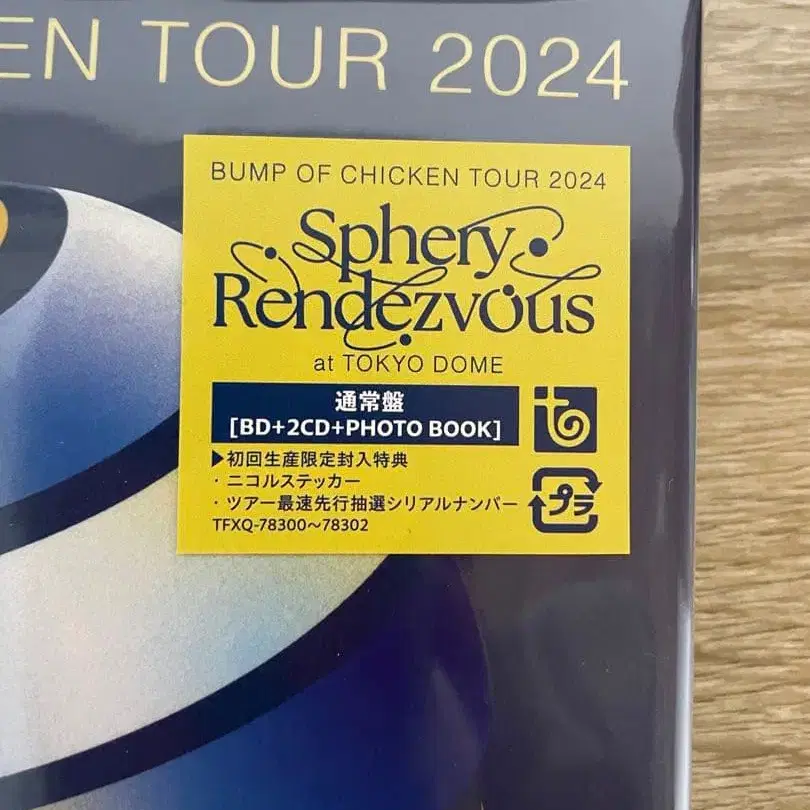 EN TOUR 2024
BUMP OF CHICKEN TOUR 2024
Sphery
Rendezvous
at TOKYO DOME
通常盤
[BD+2CD+PHOTO BOOK]
▶初回生産限定封入特典
・ニコルステッカー
・ツアー最速先行抽選シリアルナンバー
TFXQ-78300〜78302
プラ